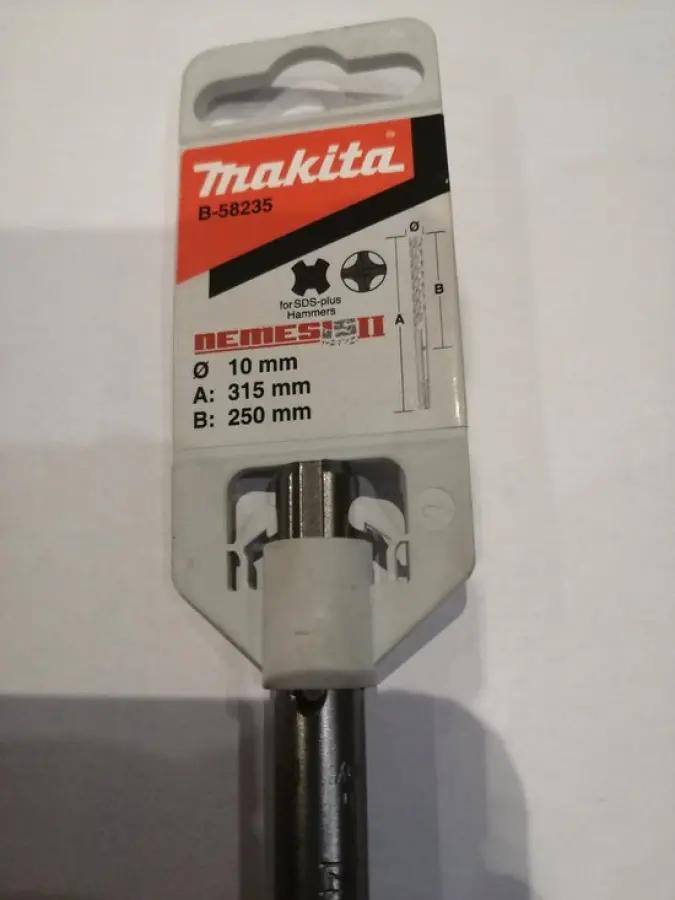 makita®
B-58235
Ø
B
A
for SDS-plus
Hammers
NEMESIS II
Ø 10 mm
A: 315 mm
B: 250 mm